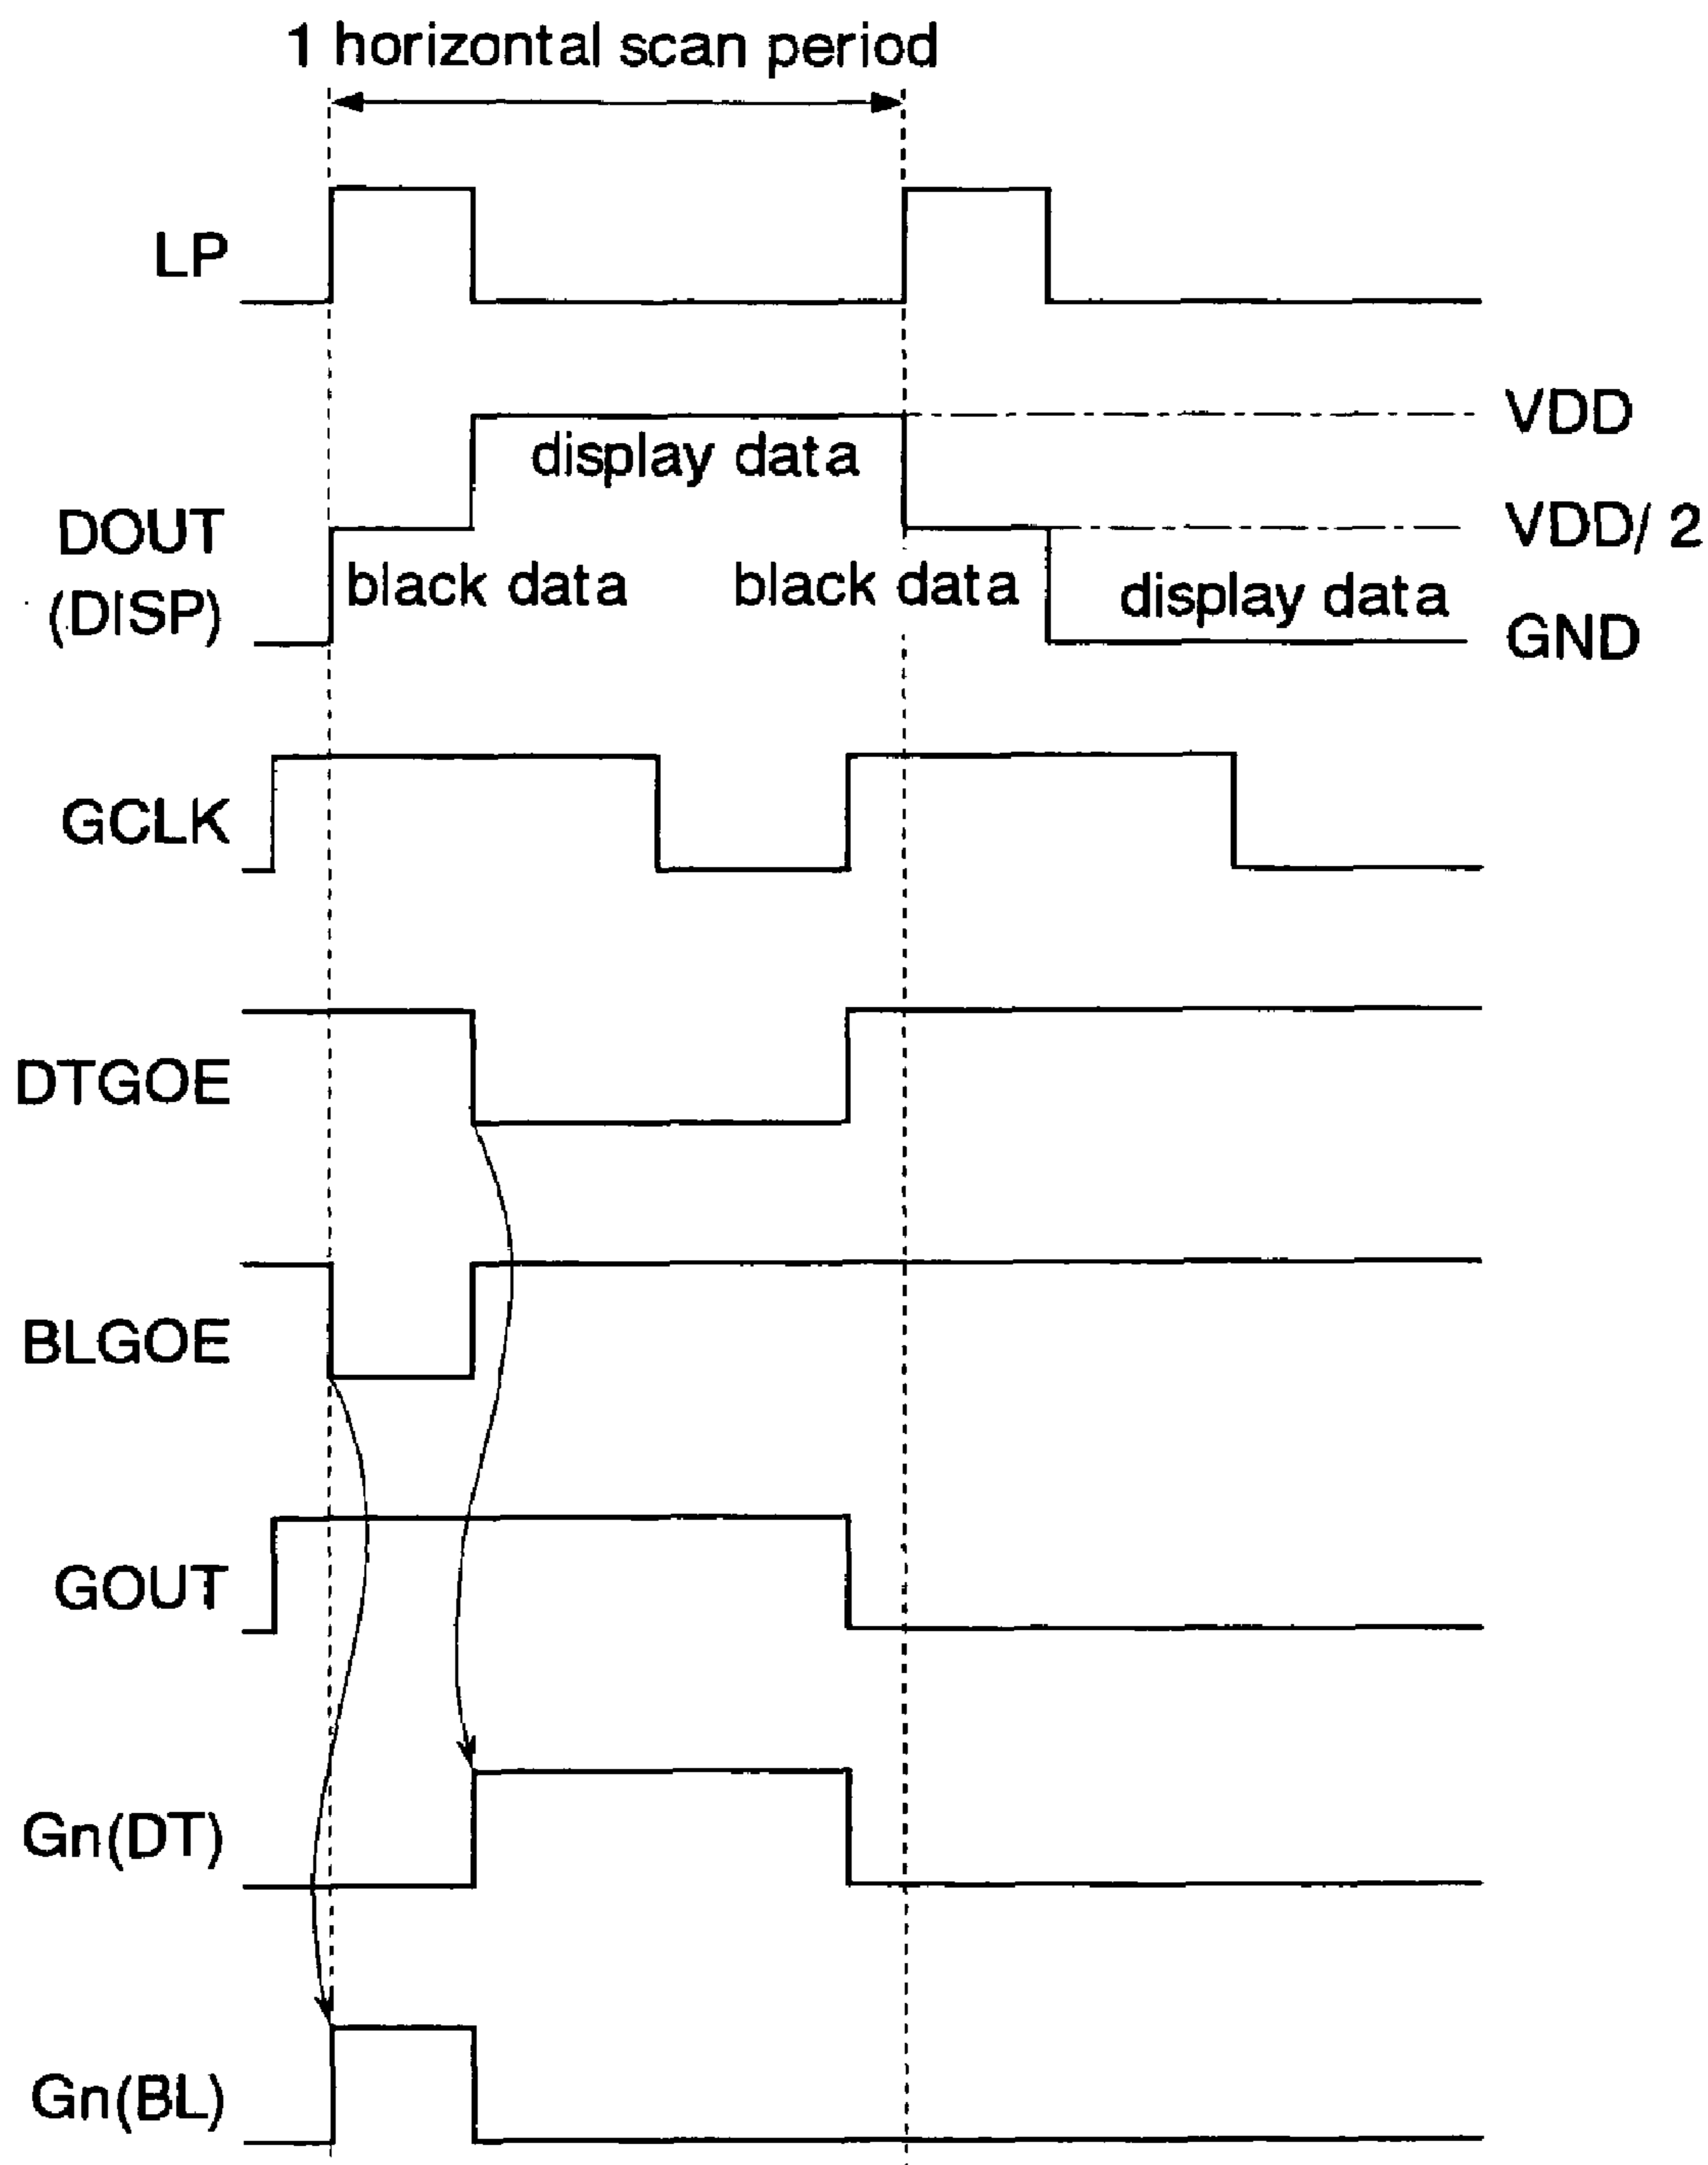 1 horizontal scan period
LP
VDD
display data
DOUT
(DISP)
VDD/ 2
black data
black data
display data
GND
GCLK
DTGOE
BLGOE
GOUT
Gn(DT)
Gn(BL)